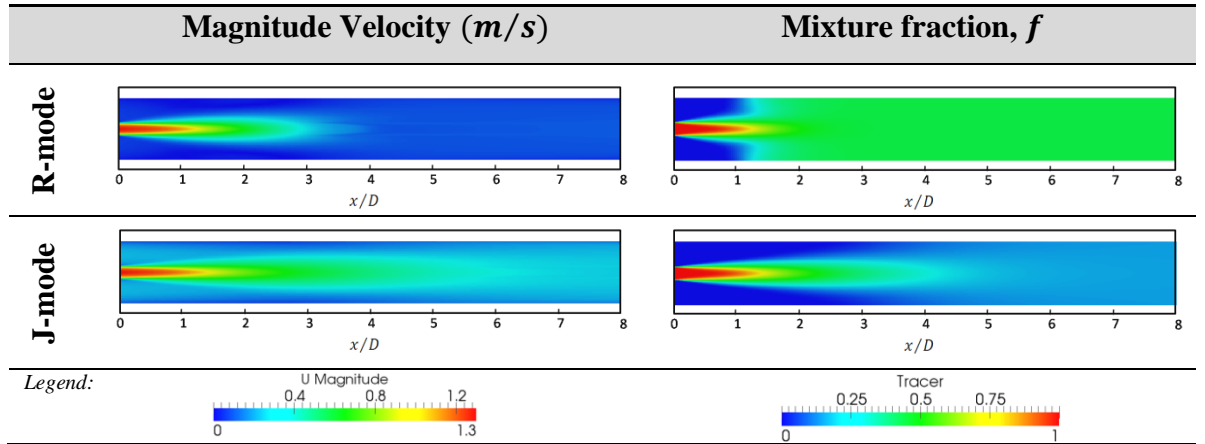 Magnitude Velocity (m/s)
Mixture fraction, f
R-mode
0 1 2 3 4 5 6 7 8
x/D
0 1 2 3 4 5 6 7 8
x/D
J-mode
0 1 2 3 4 5 6 7 8
x/D
0 1 2 3 4 5 6 7 8
x/D
Legend:
U Magnitude
0.4 0.8 1.2
0 1.3
Tracer
0.25 0.5 0.75
0 1